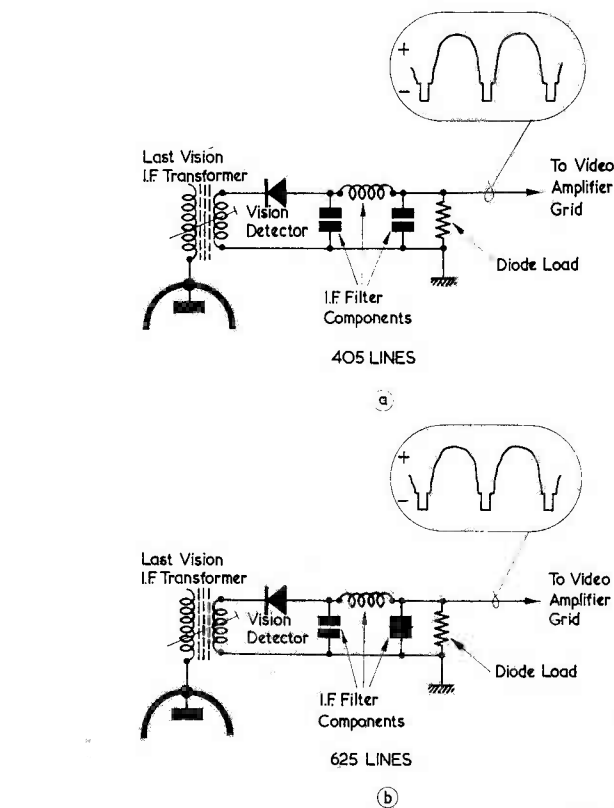 +
−
Last Vision
I.F. Transformer
Vision
Detector
To Video
Amplifier
Grid
Diode Load
I.F. Filter
Components
405 LINES
a
+
−
Last Vision
I.F. Transformer
Vision
Detector
To Video
Amplifier
Grid
Diode Load
I.F. Filter
Components
625 LINES
b